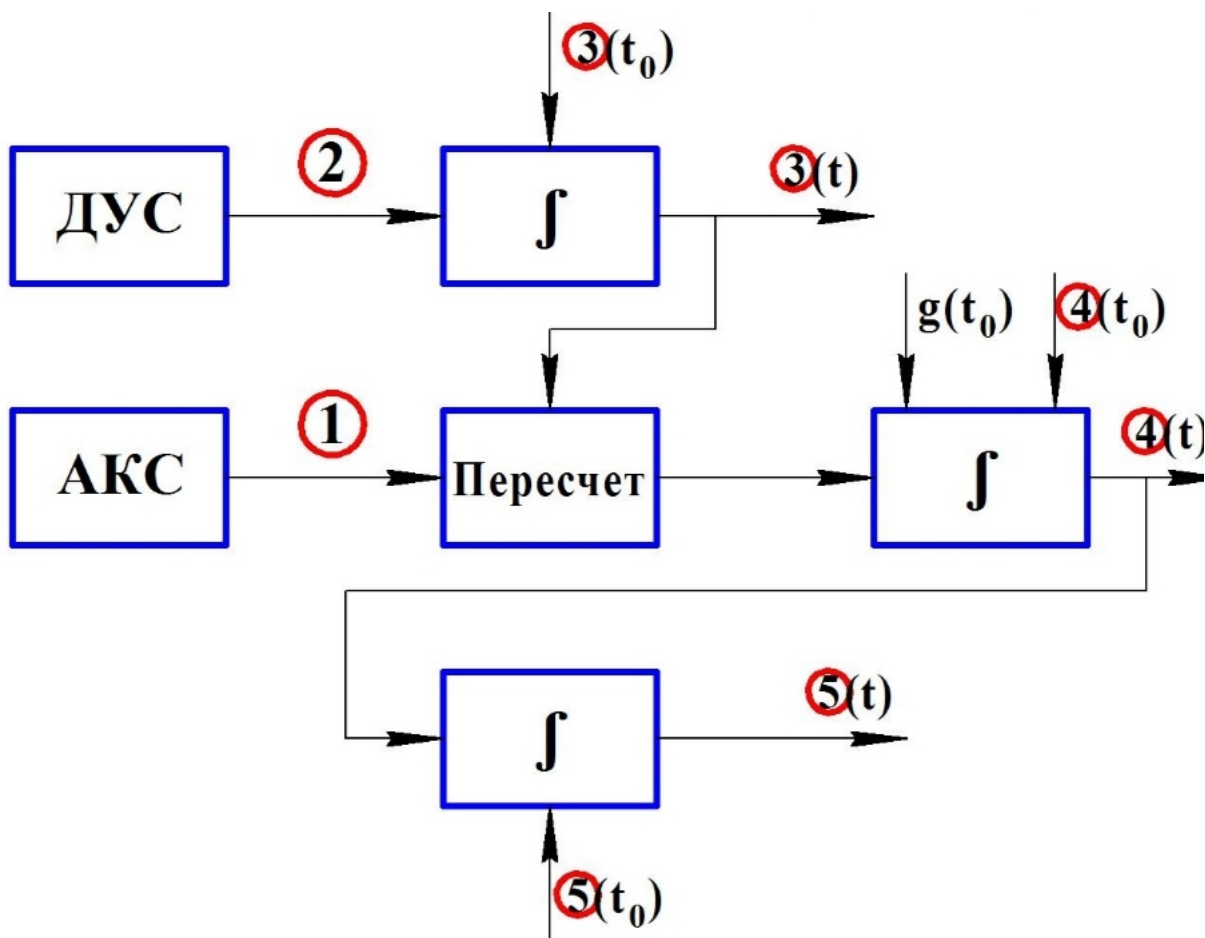 3(t₀)
ДУС
2
∫
3(t)
g(t₀)
4(t₀)
АКС
1
Пересчет
∫
4(t)
∫
5(t)
5(t₀)